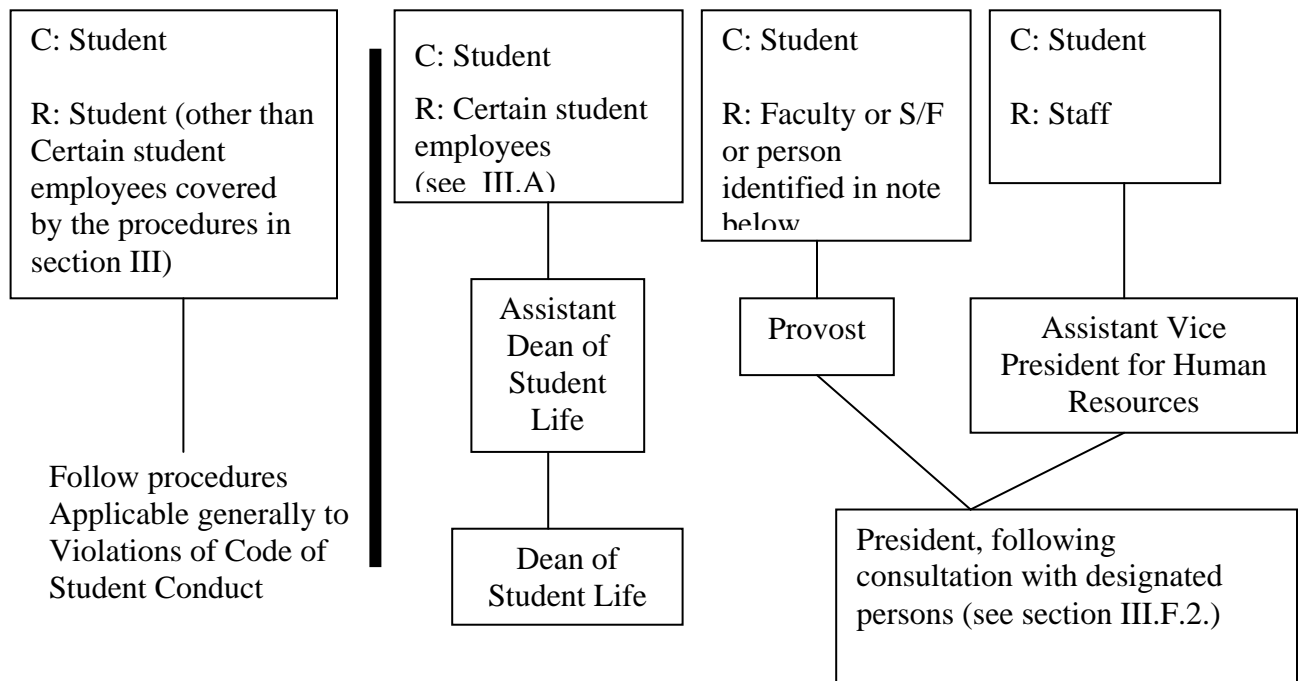 C: Student
R: Student (other than
Certain student
employees covered
by the procedures in
section III)
Follow procedures
Applicable generally to
Violations of Code of
Student Conduct
C: Student
R: Certain student
employees
(see III.A)
Assistant
Dean of
Student
Life
Dean of
Student Life
C: Student
R: Faculty or S/F
or person
identified in note
below
Provost
C: Student
R: Staff
Assistant Vice
President for Human
Resources
President, following
consultation with designated
persons (see section III.F.2.)